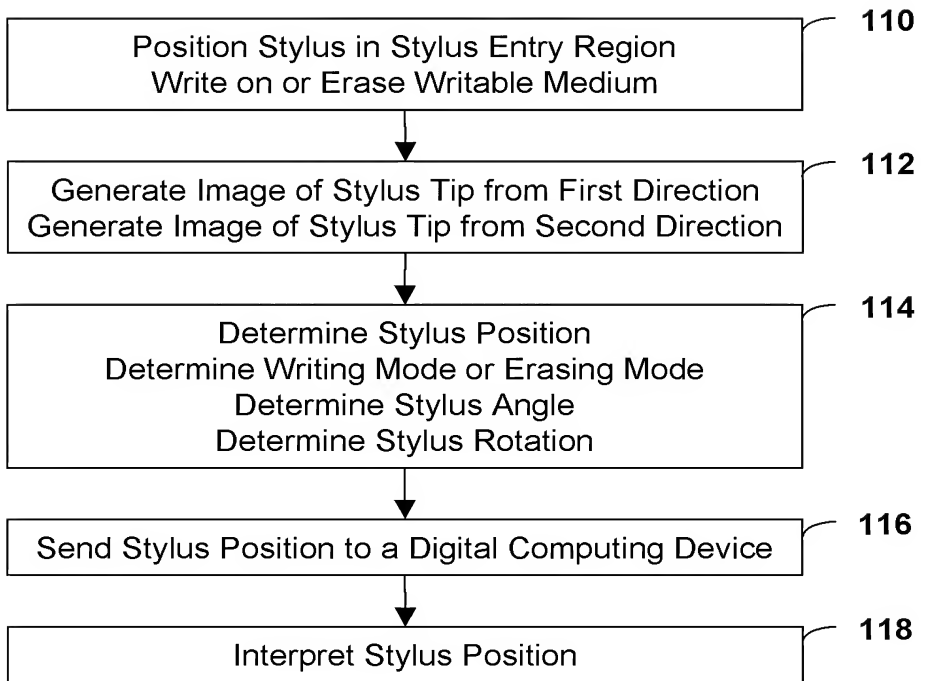 110
Position Stylus in Stylus Entry Region
Write on or Erase Writable Medium
112
Generate Image of Stylus Tip from First Direction
Generate Image of Stylus Tip from Second Direction
114
Determine Stylus Position
Determine Writing Mode or Erasing Mode
Determine Stylus Angle
Determine Stylus Rotation
116
Send Stylus Position to a Digital Computing Device
118
Interpret Stylus Position